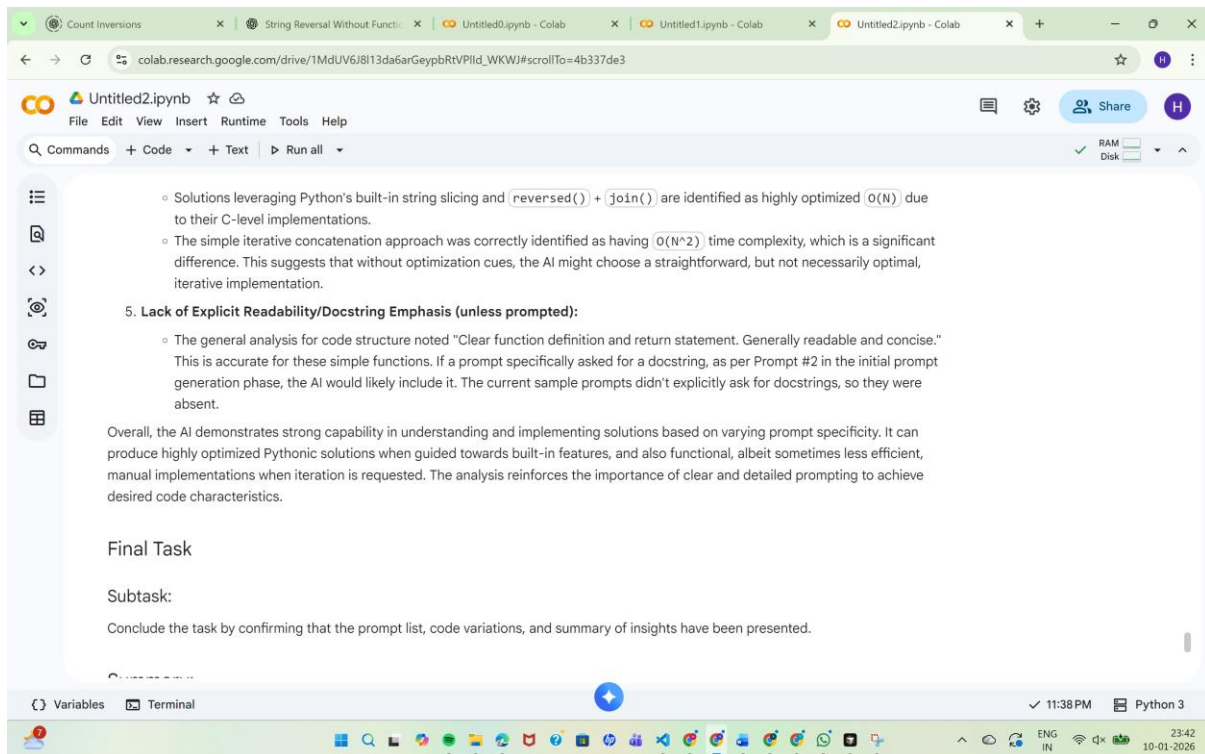 Count Inversions
String Reversal Without Functi
Untitled0.ipynb - Colab
Untitled1.ipynb - Colab
Untitled2.ipynb - Colab
colab.research.google.com/drive/1MdUV6J8I13da6arGeypbRtVPIId_WKWJ#scrollTo=4b337de3
H
CO
Untitled2.ipynb
File Edit View Insert Runtime Tools Help
Share
H
Commands + Code + Text Run all
RAM
Disk
Solutions leveraging Python's built-in string slicing and reversed() + join() are identified as highly optimized O(N) due
to their C-level implementations.
The simple iterative concatenation approach was correctly identified as having O(N^2) time complexity, which is a significant
difference. This suggests that without optimization cues, the AI might choose a straightforward, but not necessarily optimal,
iterative implementation.
5. Lack of Explicit Readability/Docstring Emphasis (unless prompted):
The general analysis for code structure noted "Clear function definition and return statement. Generally readable and concise."
This is accurate for these simple functions. If a prompt specifically asked for a docstring, as per Prompt #2 in the initial prompt
generation phase, the AI would likely include it. The current sample prompts didn't explicitly ask for docstrings, so they were
absent.
Overall, the AI demonstrates strong capability in understanding and implementing solutions based on varying prompt specificity. It can
produce highly optimized Pythonic solutions when guided towards built-in features, and also functional, albeit sometimes less efficient,
manual implementations when iteration is requested. The analysis reinforces the importance of clear and detailed prompting to achieve
desired code characteristics.
Final Task
Subtask:
Conclude the task by confirming that the prompt list, code variations, and summary of insights have been presented.
{} Variables Terminal
11:38 PM Python 3
ENG
IN
23:42
10-01-2026